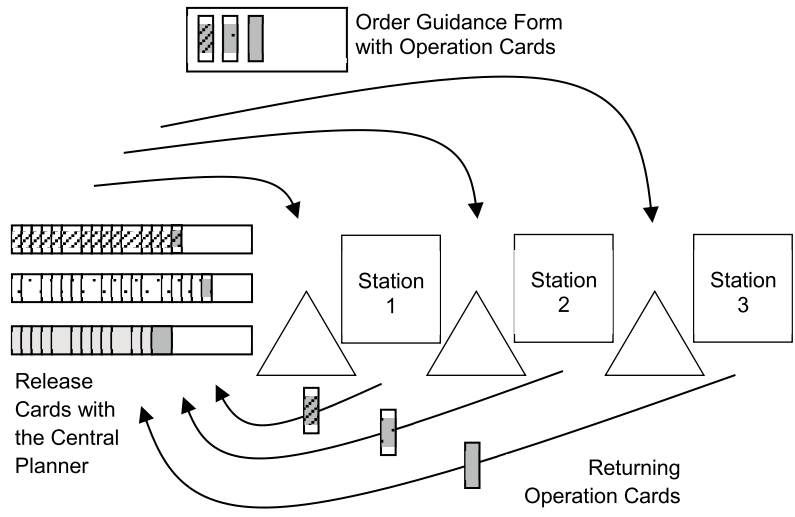 Order Guidance Form
with Operation Cards
Station
1
Station
2
Station
3
Release
Cards with
the Central
Planner
Returning
Operation Cards